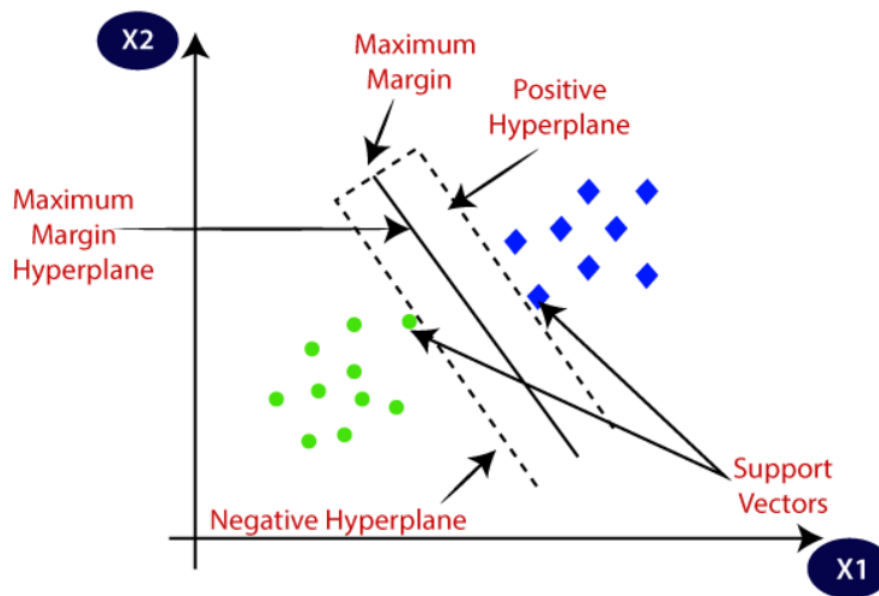 X2
Maximum
Margin
Positive
Hyperplane
Maximum
Margin
Hyperplane
Support
Vectors
Negative Hyperplane
X1